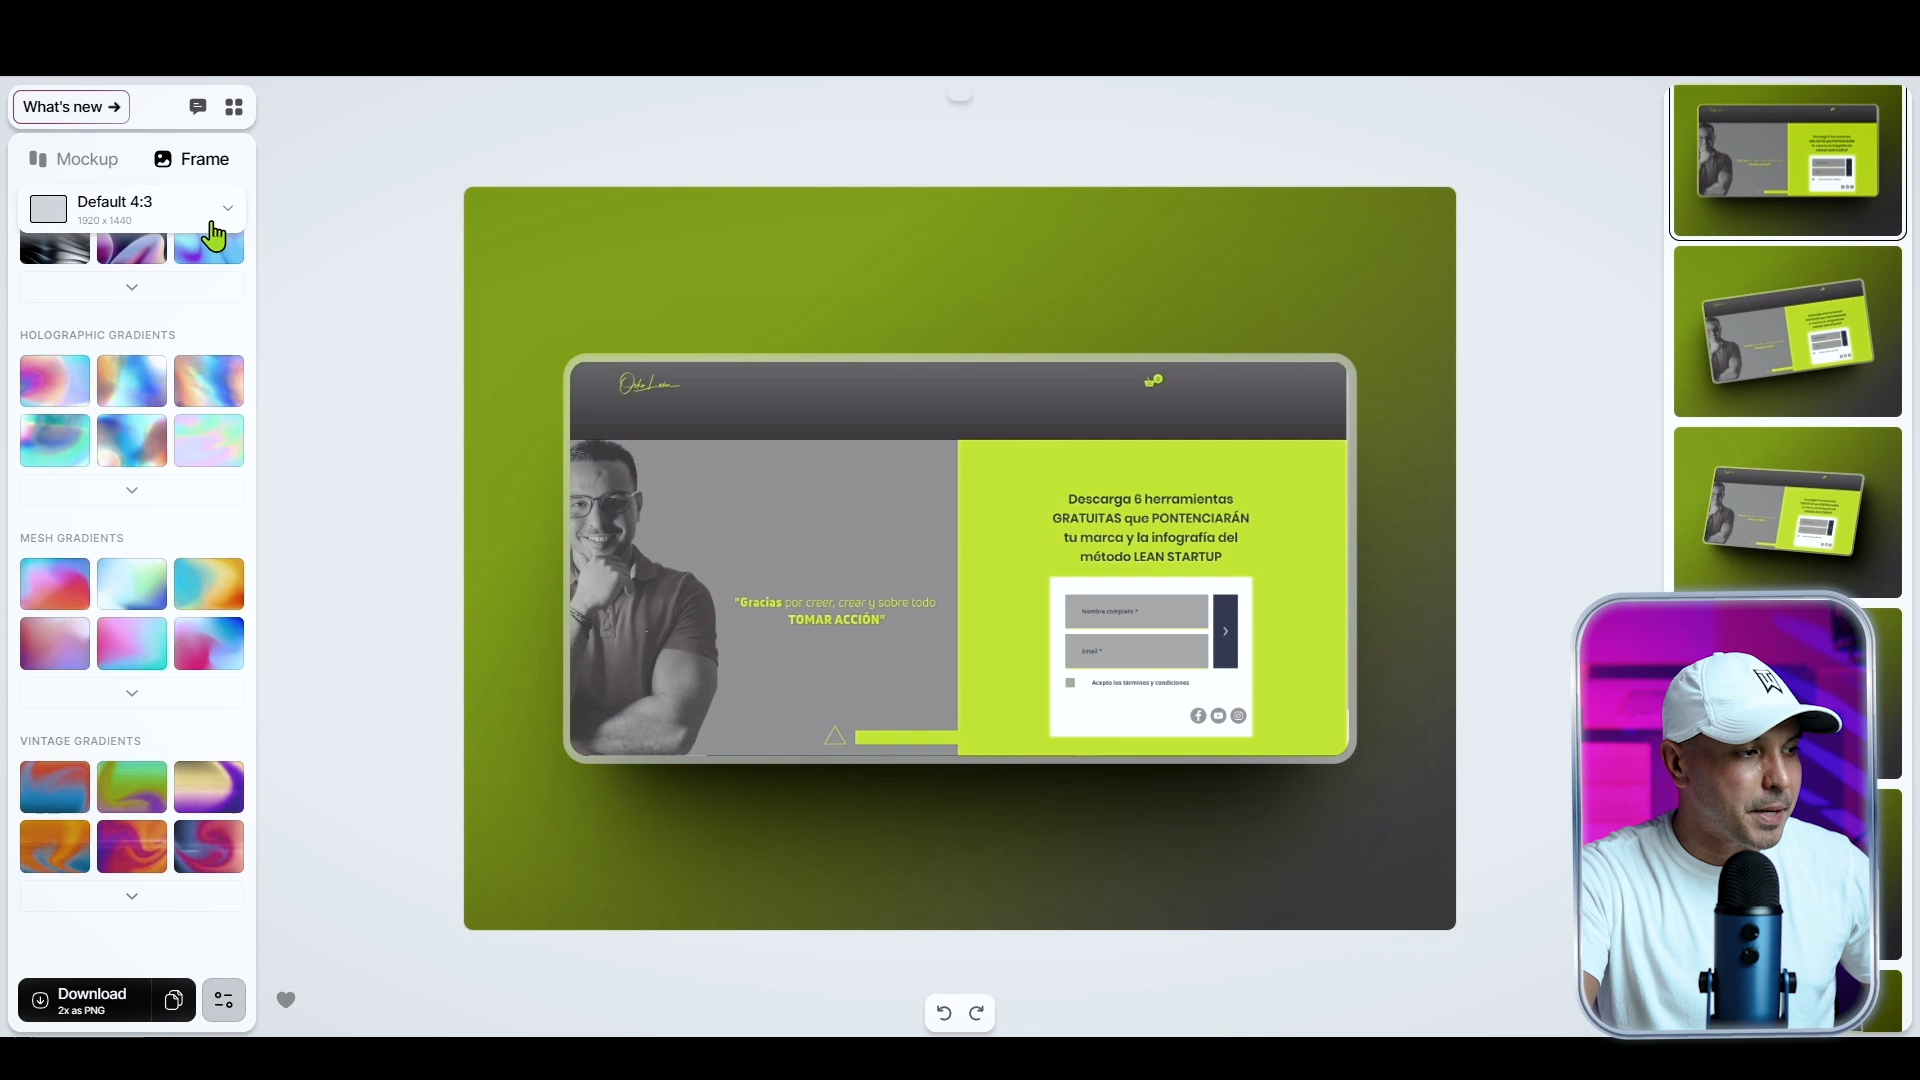 What's new →
Mockup
Frame
Default 4:3
1920 x 1440
HOLOGRAPHIC GRADIENTS
MESH GRADIENTS
VINTAGE GRADIENTS
Download
2x as PNG
0
Descarga 6 herramientas
GRATUITAS que PONTENCIARÁN
tu marca y la infografía del
método LEAN STARTUP
Nombre completo *
Email *
Acepto los términos y condiciones
"Gracias por creer, crear y sobre todo
TOMAR ACCIÓN"